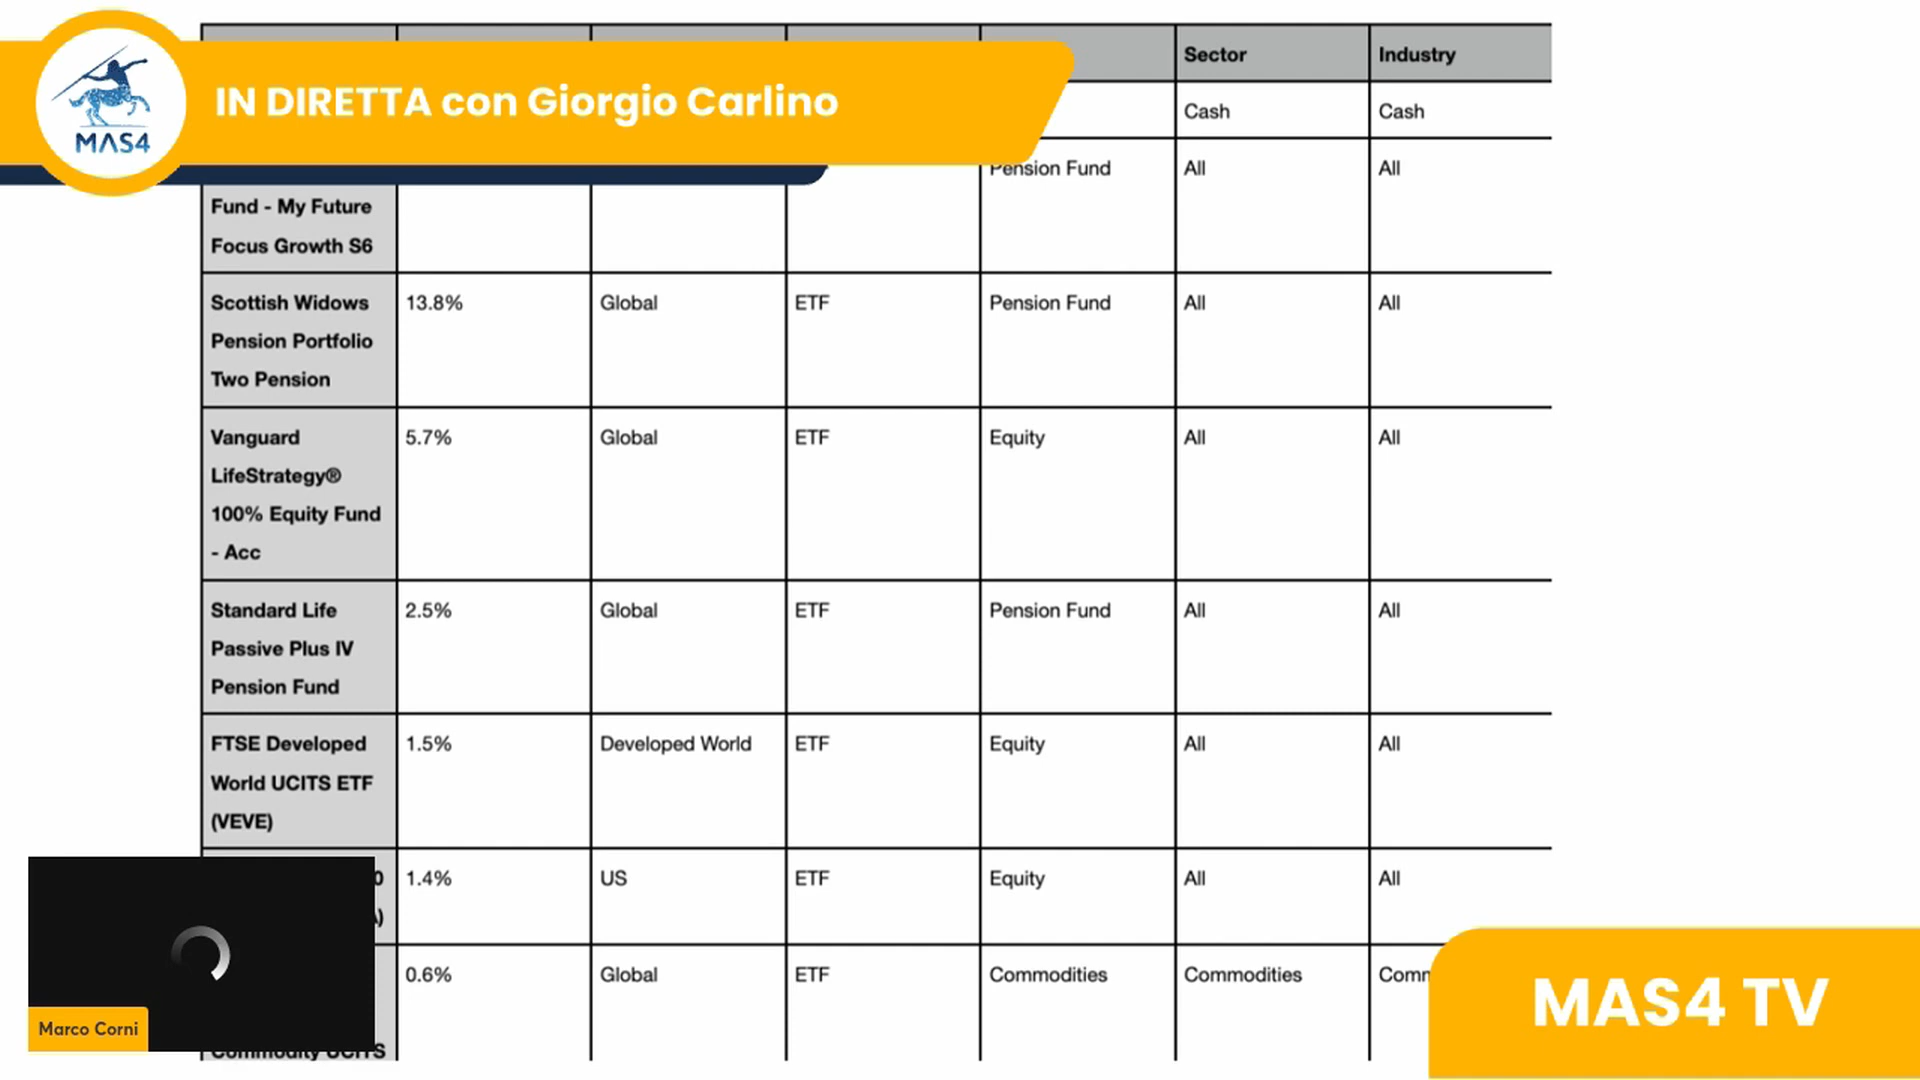 IN DIRETTA con Giorgio Carlino
MAS4
Sector
Industry
Cash
Cash
Fund - My Future
Focus Growth S6
Pension Fund
All
All
Scottish Widows
Pension Portfolio
Two Pension
13.8%
Global
ETF
Pension Fund
All
All
Vanguard
LifeStrategy®
100% Equity Fund
- Acc
5.7%
Global
ETF
Equity
All
All
Standard Life
Passive Plus IV
Pension Fund
2.5%
Global
ETF
Pension Fund
All
All
FTSE Developed
World UCITS ETF
(VEVE)
1.5%
Developed World
ETF
Equity
All
All
1.4%
US
ETF
Equity
All
All
Commodity UCITS
0.6%
Global
ETF
Commodities
Commodities
Marco Corni
MAS4 TV